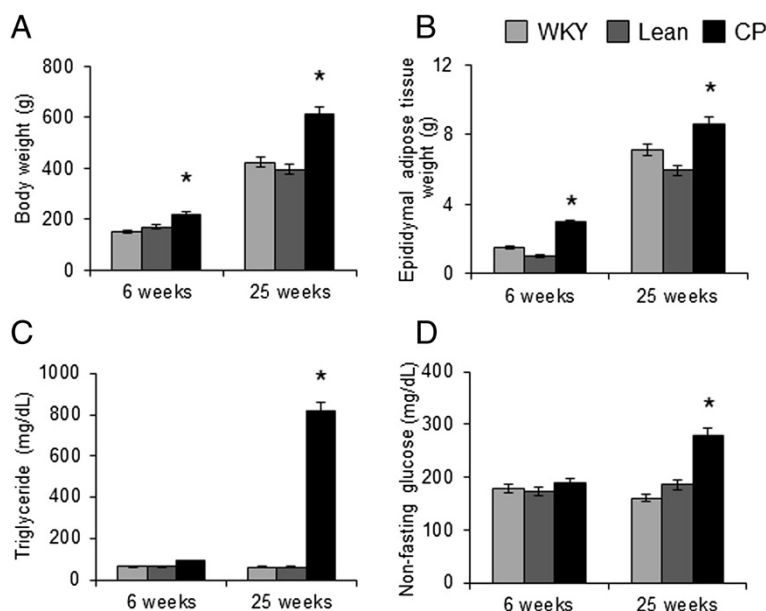 A
Body weight (g)
800
600
400
200
0
*
*
6 weeks
25 weeks
B
WKY
Lean
CP
Epididymal adipose tissue
weight (g)
12
8
4
0
*
*
6 weeks
25 weeks
C
Triglyceride (mg/dL)
1000
800
600
400
200
0
*
6 weeks
25 weeks
D
Non-fasting glucose (mg/dL)
400
300
200
100
0
*
6 weeks
25 weeks